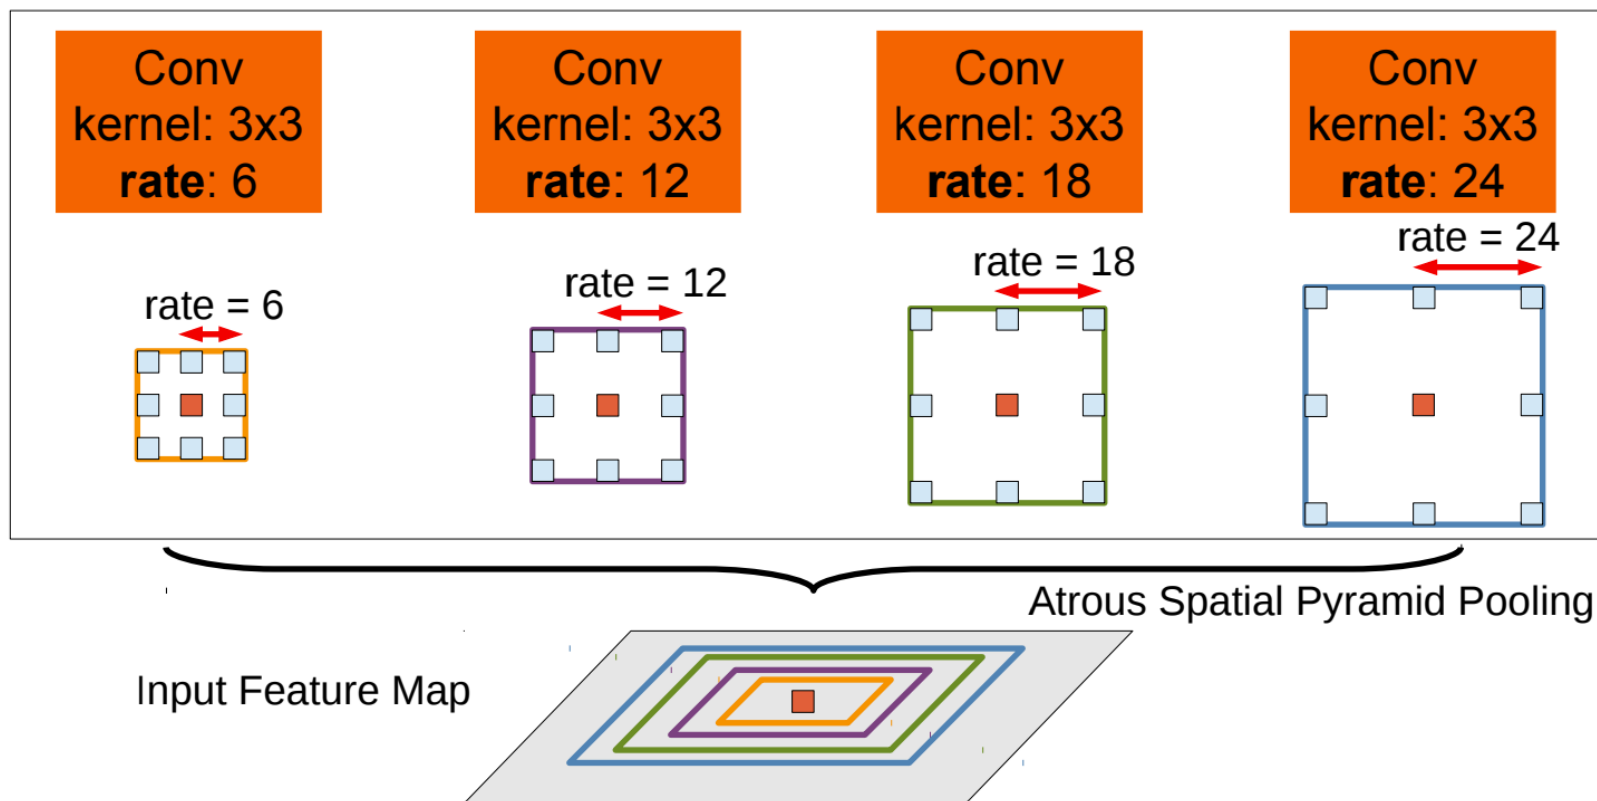 Conv
kernel: 3x3
rate: 6
Conv
kernel: 3x3
rate: 12
Conv
kernel: 3x3
rate: 18
Conv
kernel: 3x3
rate: 24
rate = 6
rate = 12
rate = 18
rate = 24
Atrous Spatial Pyramid Pooling
Input Feature Map